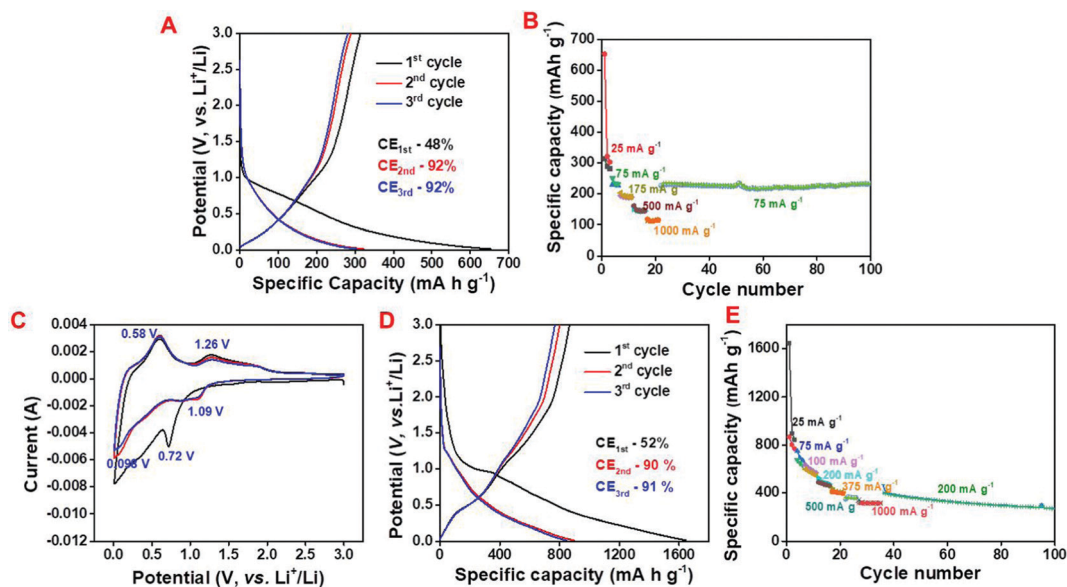 A
3.0
2.5
2.0
1.5
1.0
0.5
0.0
Potential (V, vs. Li⁺/Li)
1ˢᵗ cycle
2ⁿᵈ cycle
3ʳᵈ cycle
CE₁ₛₜ - 48%
CE₂ₙd - 92%
CE₃ᵣd - 92%
0 100 200 300 400 500 600 700
Specific Capacity (mA h g⁻¹)
B
700
600
500
400
300
200
100
0
Specific capacity (mAh g⁻¹)
25 mA g⁻¹
75 mA g⁻¹
175 mA g⁻¹
500 mA g⁻¹
1000 mA g⁻¹
75 mA g⁻¹
0 20 40 60 80 100
Cycle number
C
0.004
0.002
0.000
-0.002
-0.004
-0.006
-0.008
-0.010
-0.012
Current (A)
0.58 V
1.26 V
1.09 V
0.093 V
0.72 V
0.0 0.5 1.0 1.5 2.0 2.5 3.0
Potential (V, vs. Li⁺/Li)
D
3.0
2.5
2.0
1.5
1.0
0.5
0.0
Potential (V, vs.Li⁺/Li)
1ˢᵗ cycle
2ⁿᵈ cycle
3ʳᵈ cycle
CE₁ₛₜ - 52%
CE₂ₙd - 90 %
CE₃ᵣd - 91 %
0 400 800 1200 1600
Specific capacity (mA h g⁻¹)
E
1600
1200
800
400
0
Specific capacity (mAh g⁻¹)
25 mA g⁻¹
75 mA g⁻¹
100 mA g⁻¹
200 mA g⁻¹
375 mA g⁻¹
500 mA g
1000 mA g⁻¹
200 mA g⁻¹
0 20 40 60 80 100
Cycle number